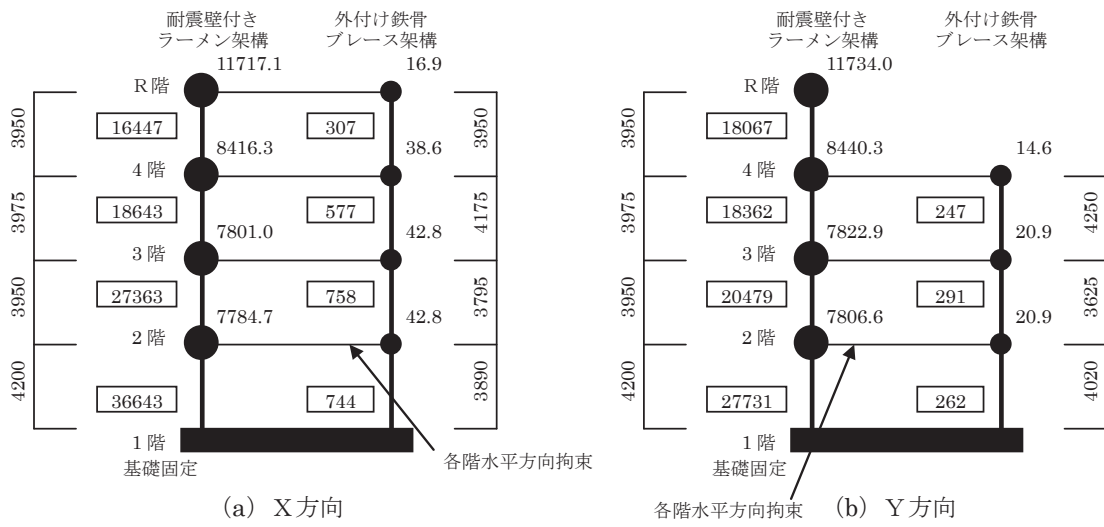 耐震壁付き
ラーメン架構
外付け鉄骨
ブレース架構
11717.1
16.9
R階
3950
16447
307
3950
8416.3
38.6
4階
3975
18643
577
4175
7801.0
42.8
3階
3950
27363
758
3795
7784.7
42.8
2階
4200
36643
744
3890
1階
基礎固定
各階水平方向拘束
(a) X方向
耐震壁付き
ラーメン架構
外付け鉄骨
ブレース架構
11734.0
R階
3950
18067
8440.3
14.6
4階
3975
18362
247
4250
7822.9
20.9
3階
3950
20479
291
3625
7806.6
20.9
2階
4200
27731
262
4020
1階
基礎固定
各階水平方向拘束
(b) Y方向